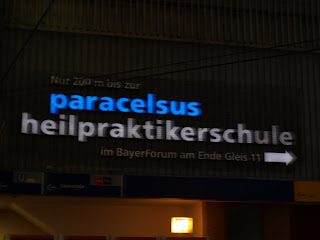 Nur 200 m bis zur
paracelsus
heilpraktikerschule
im BayerForum am Ende Gleis 11